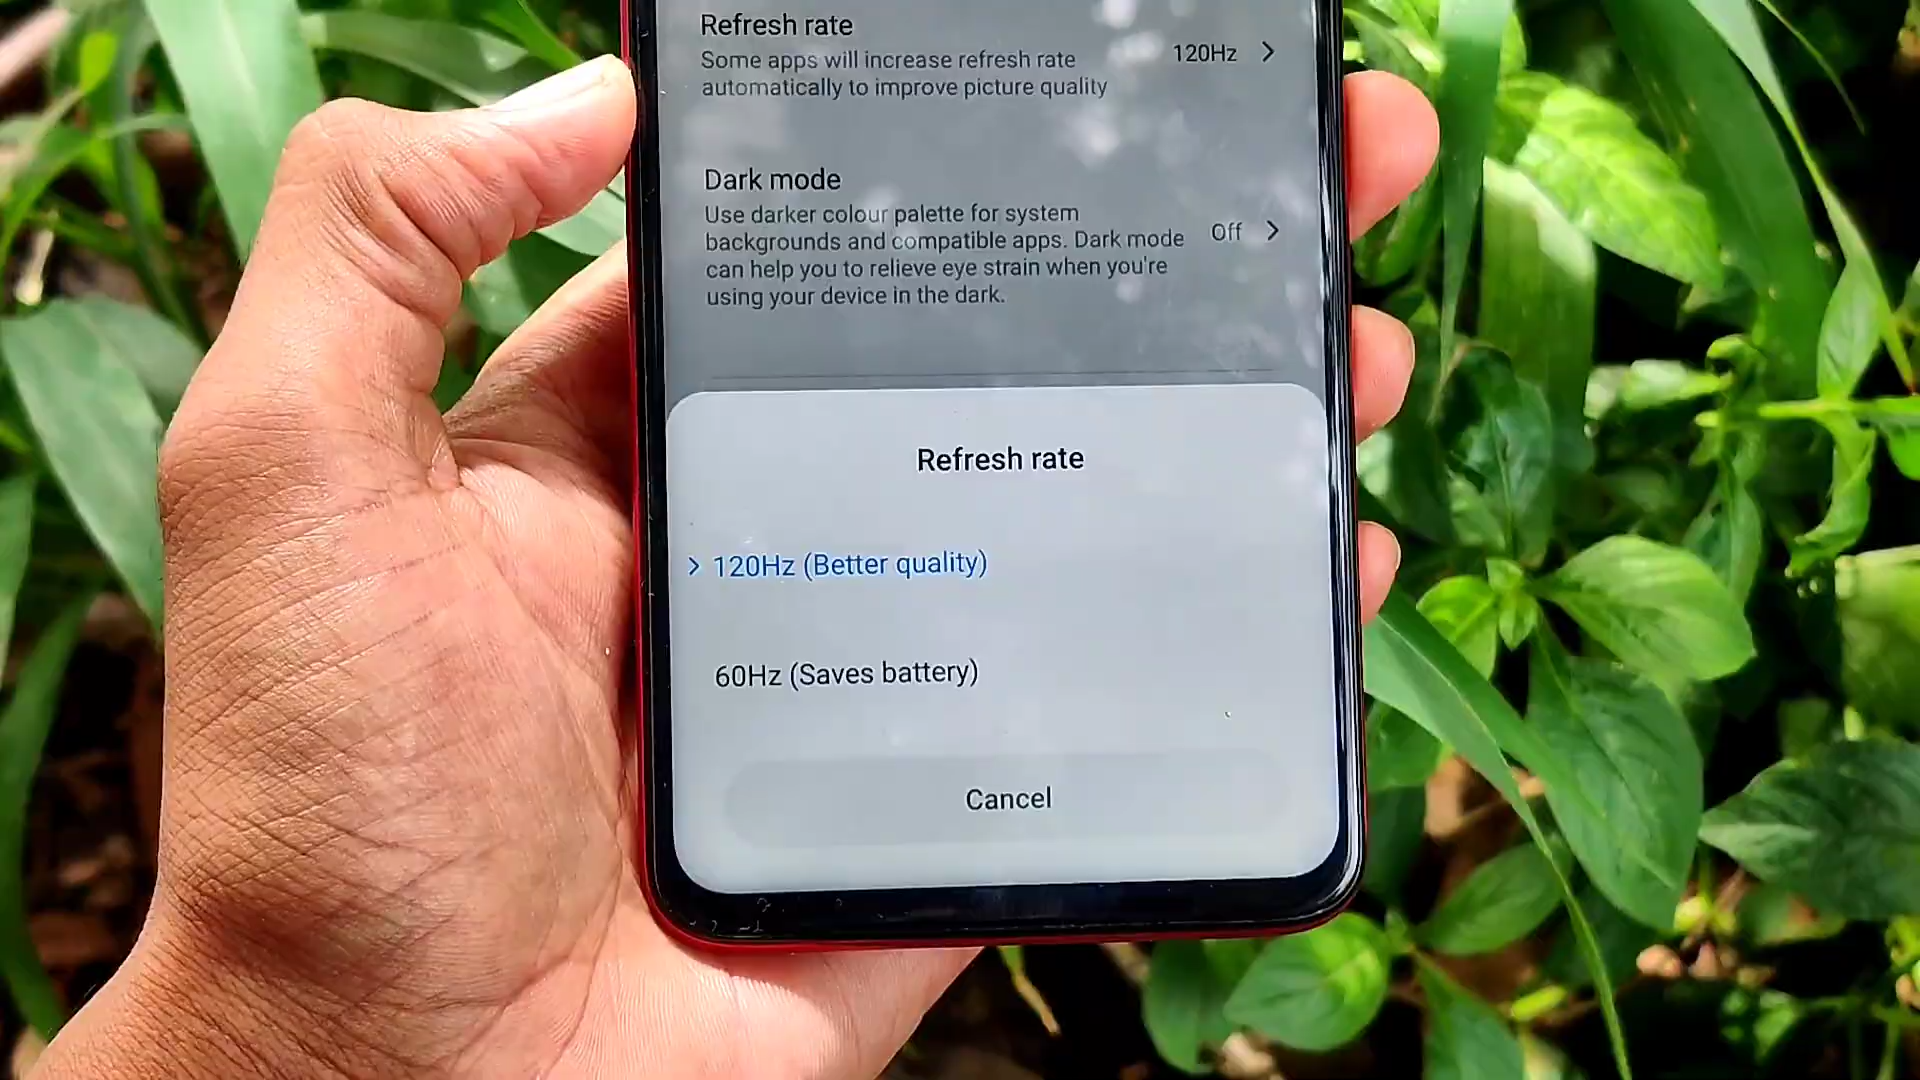 Refresh rate
Some apps will increase refresh rate
automatically to improve picture quality
120Hz
Dark mode
Use darker colour palette for system
backgrounds and compatible apps. Dark mode
can help you to relieve eye strain when you're
using your device in the dark.
Off
Refresh rate
120Hz (Better quality)
60Hz (Saves battery)
Cancel